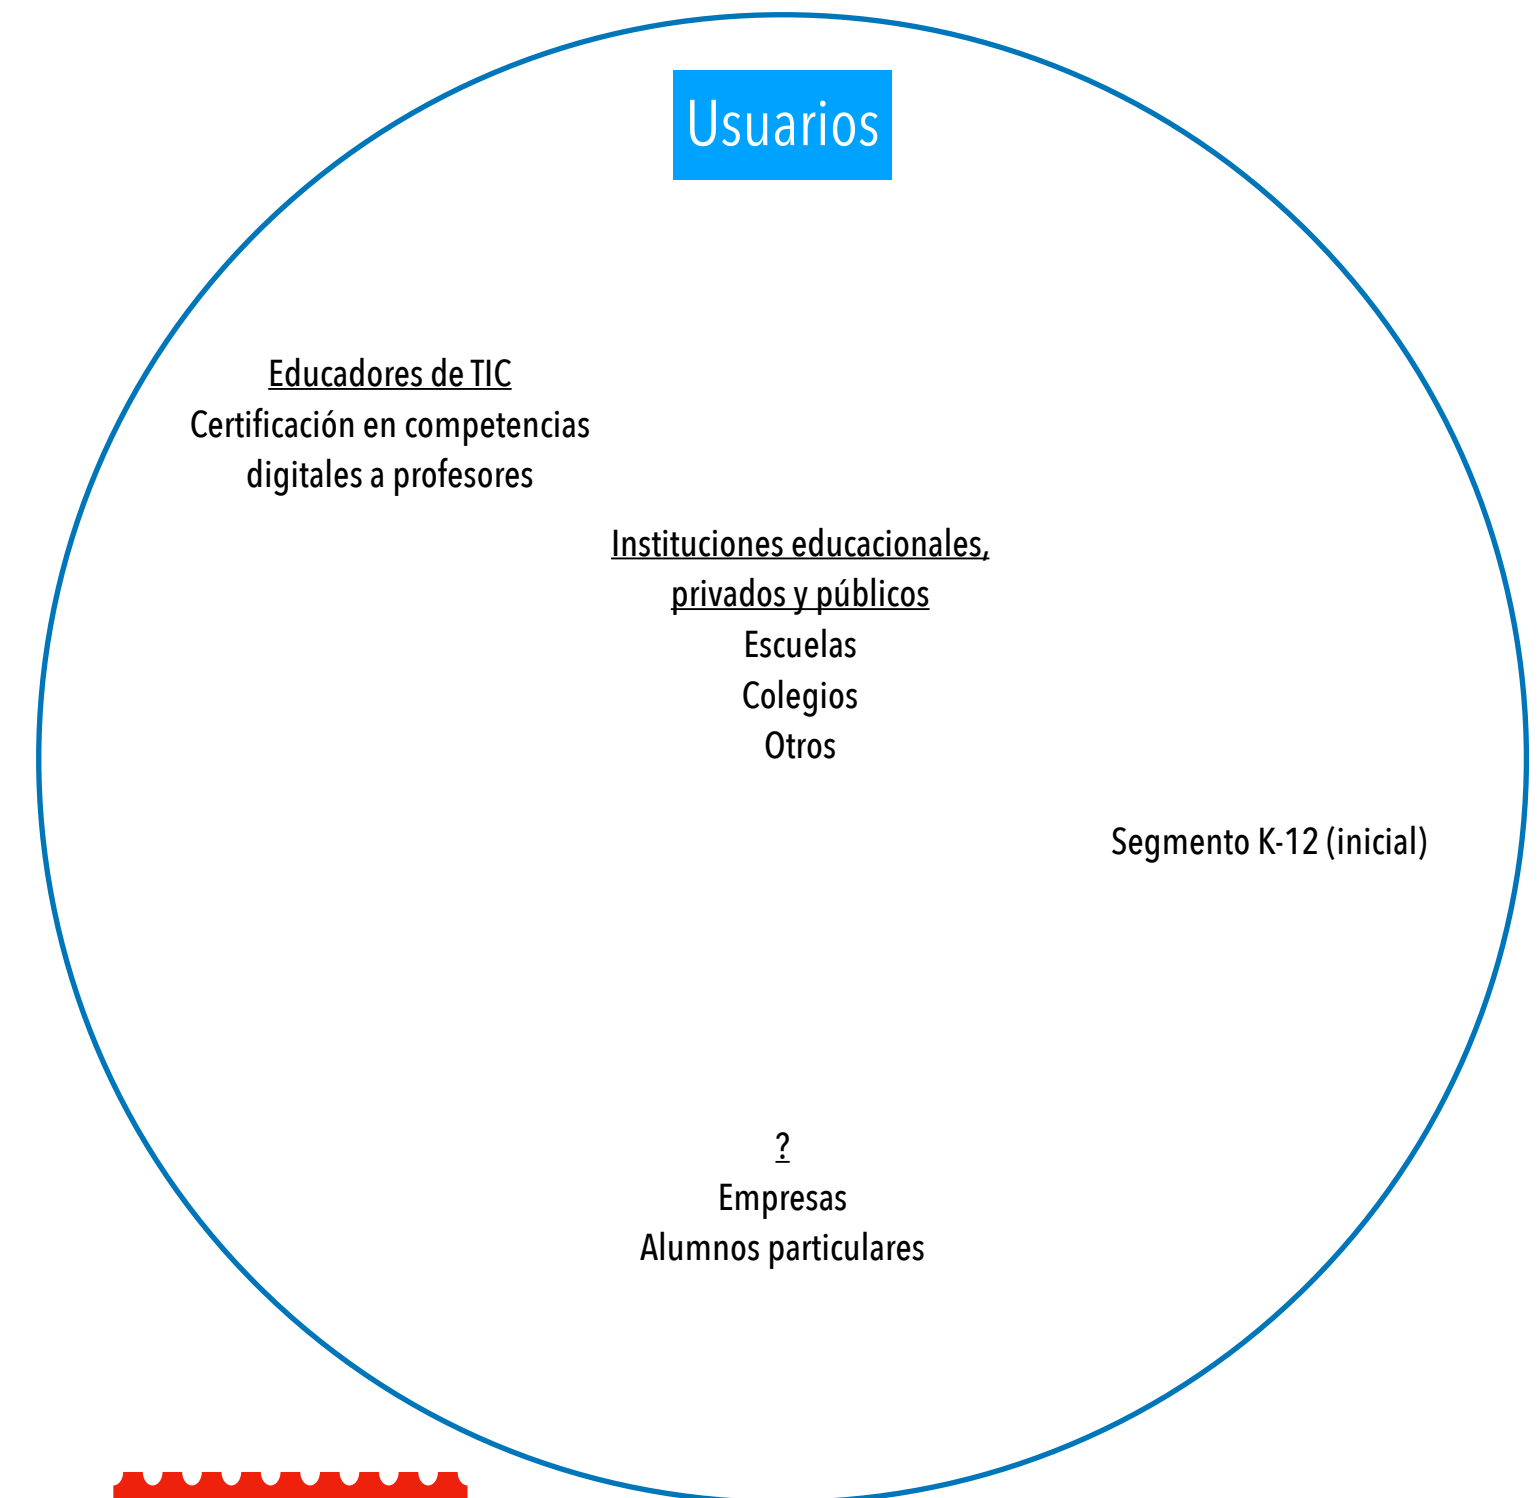 Usuarios
Educadores de TIC
Certificación en competencias
digitales a profesores
Instituciones educacionales,
privados y públicos
Escuelas
Colegios
Otros
Segmento K-12 (inicial)
?
Empresas
Alumnos particulares